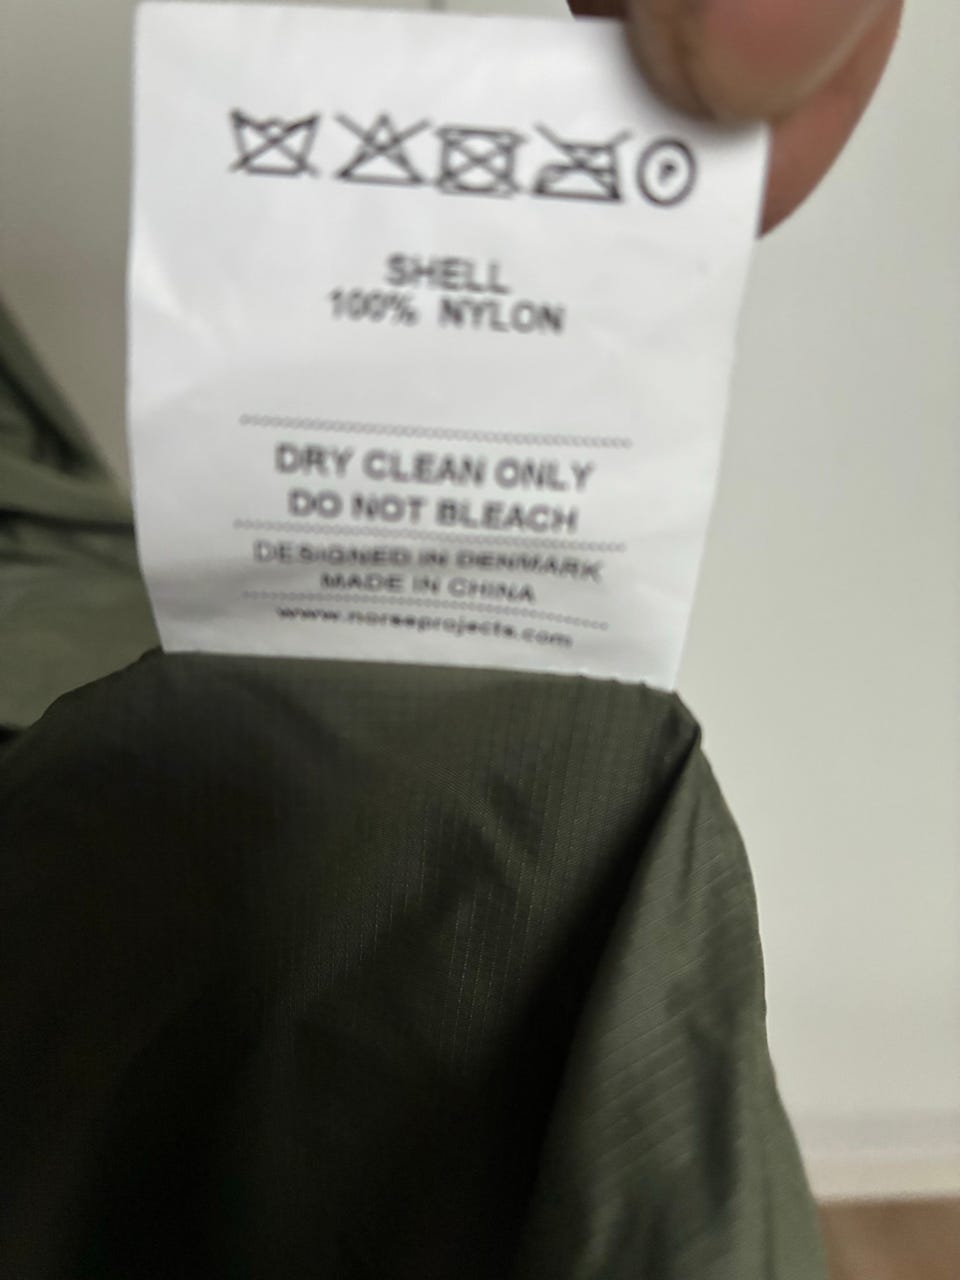 P
SHELL
100% NYLON
DRY CLEAN ONLY
DO NOT BLEACH
DESIGNED IN DENMARK
MADE IN CHINA
www.norseprojects.com